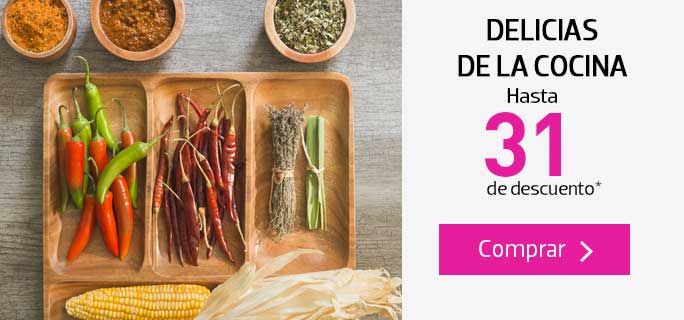 DELICIAS
DE LA COCINA
Hasta
31
de descuento*
Comprar >